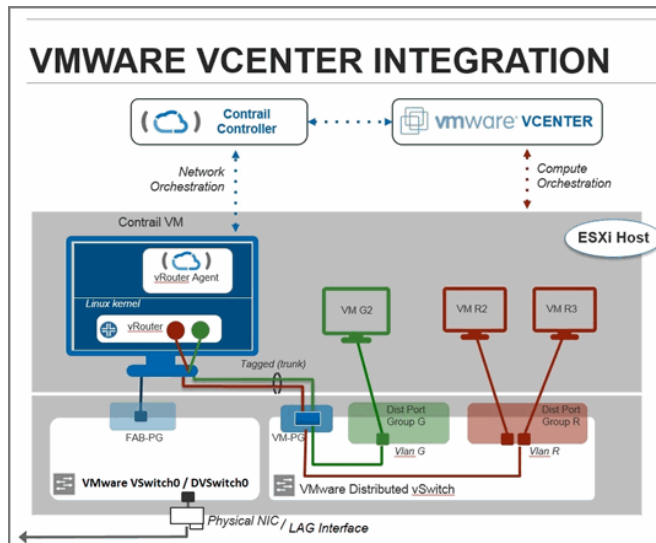 VMWARE VCENTER INTEGRATION
Contrail
Controller
vmware® VCENTER
Network
Orchestration
Compute
Orchestration
Contrail VM
ESXi Host
vRouter Agent
Linux kernel
vRouter
VM G2
VM R2
VM R3
Tagged (trunk)
Dist Port
Group G
Dist Port
Group R
FAB-PG
VM-PG
Vlan G
Vlan R
VMware VSwitch0 / DVSwitch0
VMware Distributed vSwitch
Physical NIC / LAG Interface